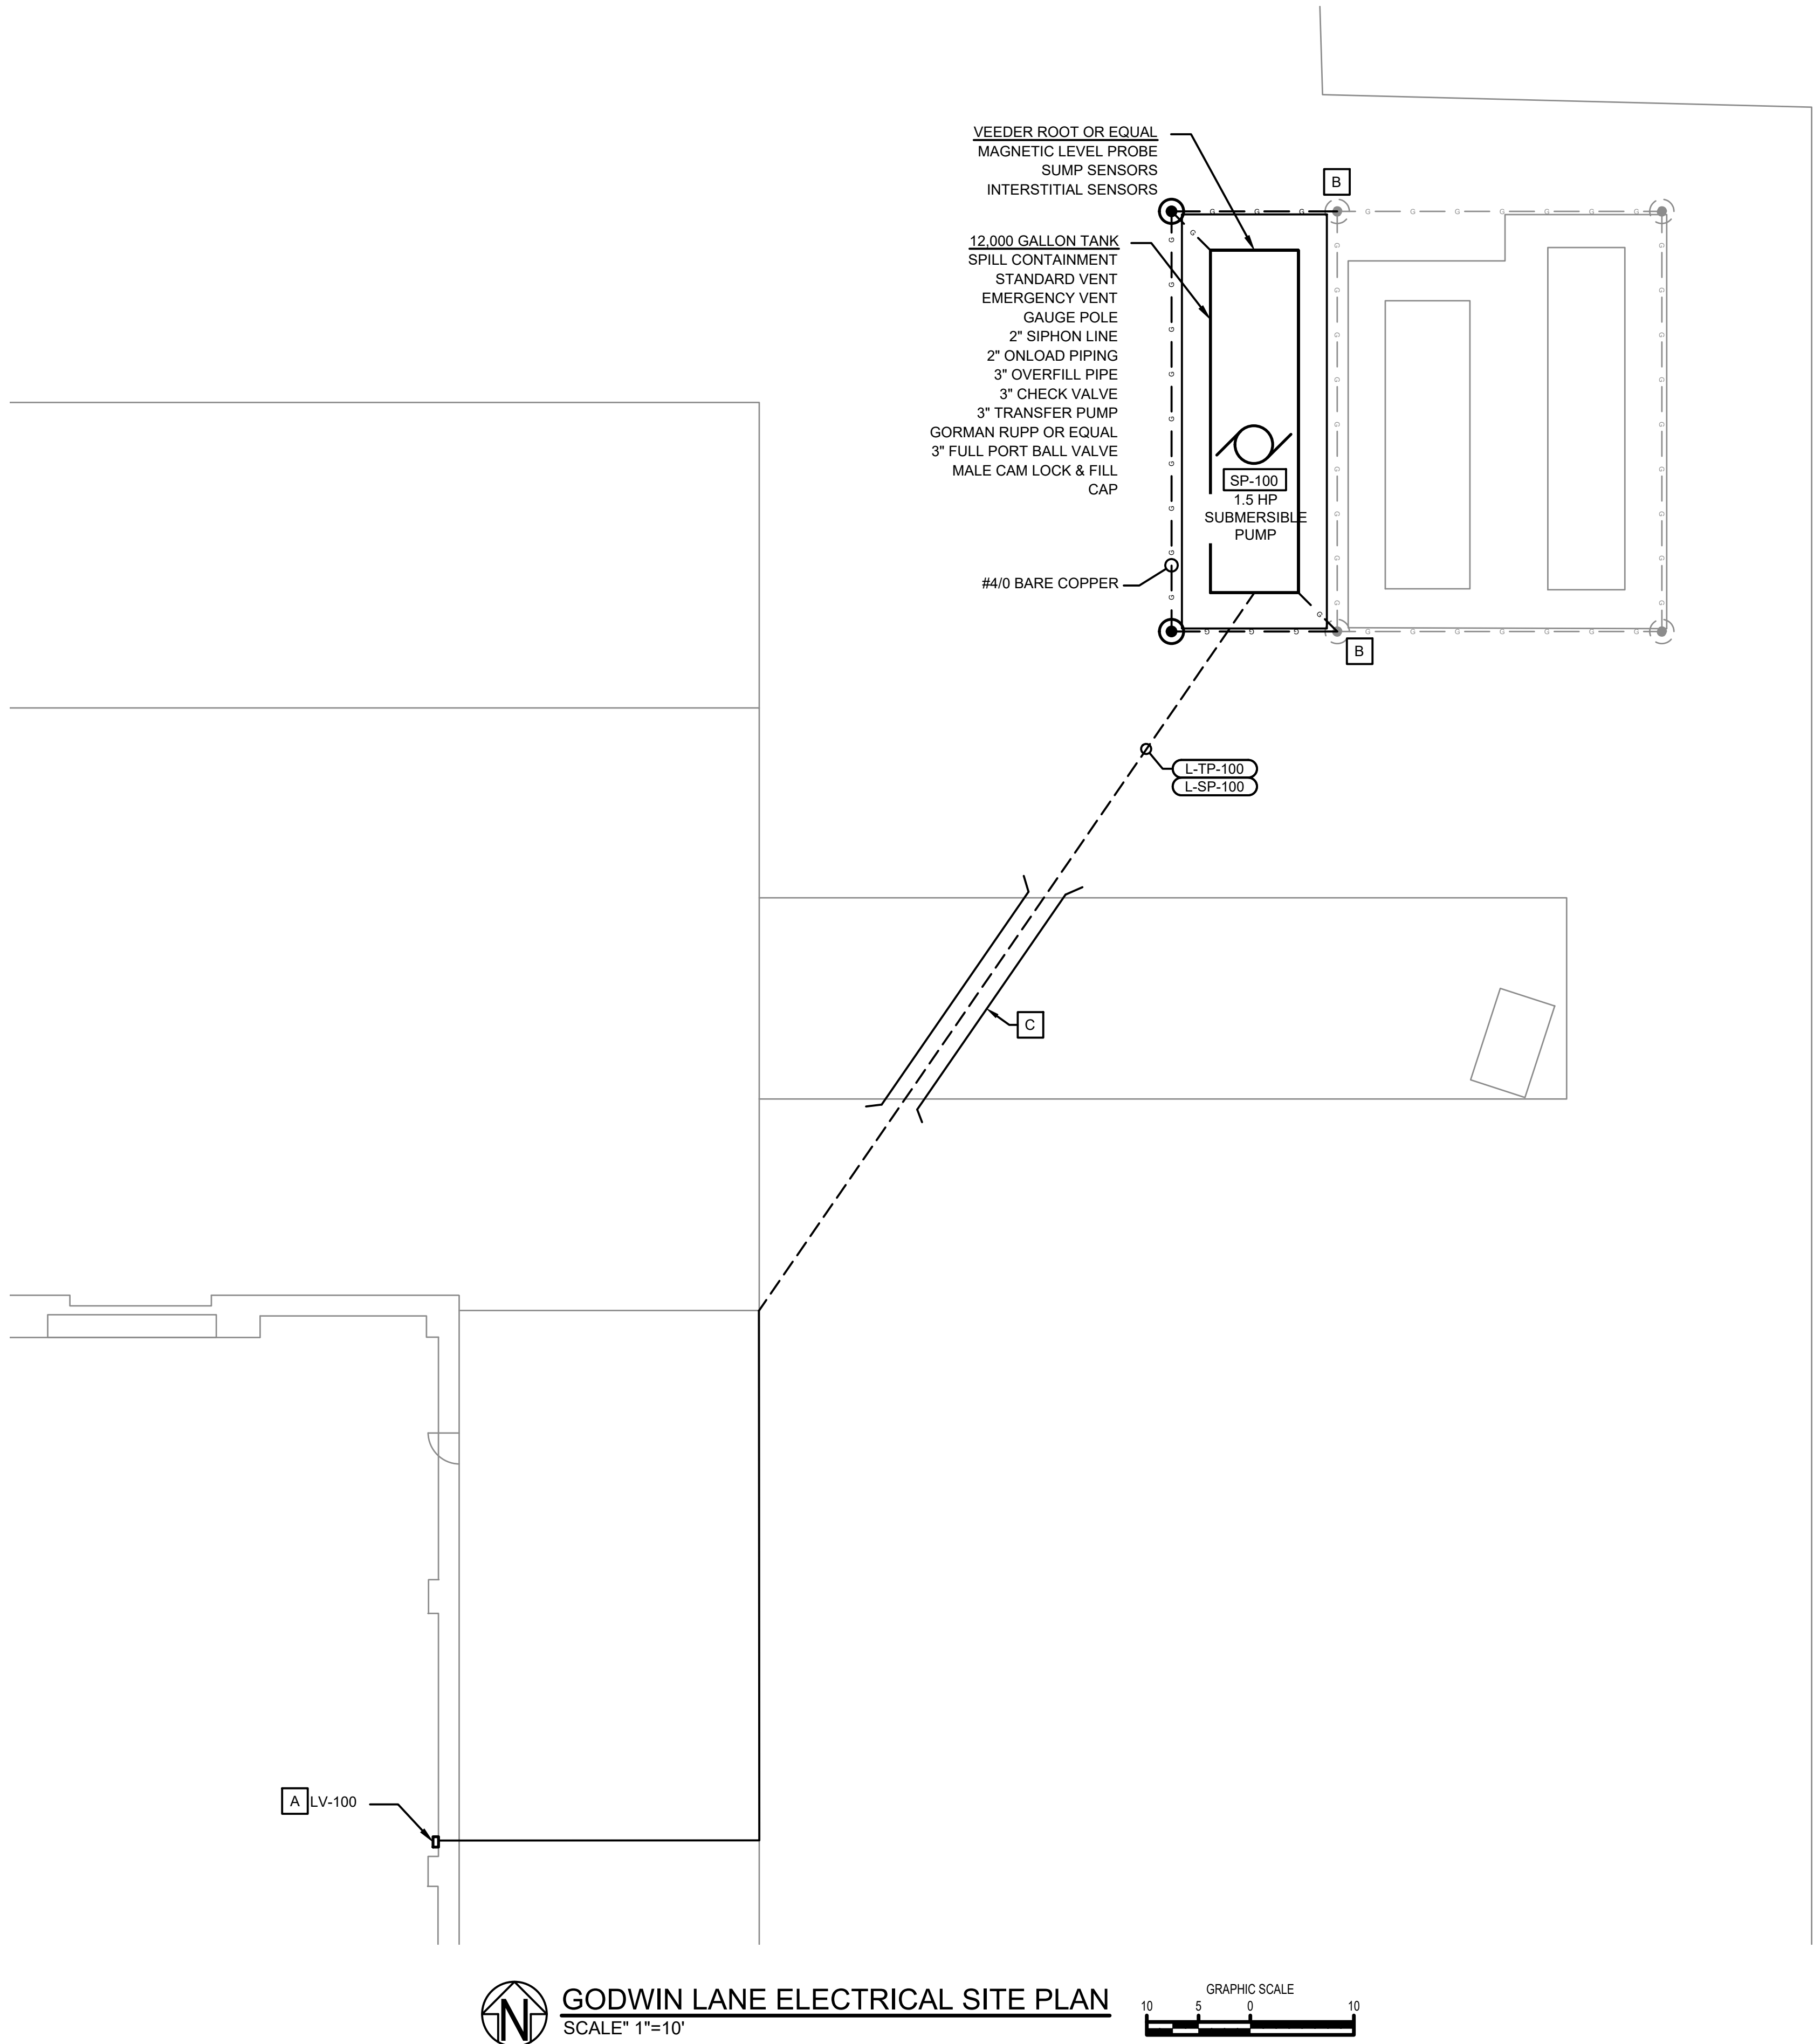 VEEDER ROOT OR EQUAL
MAGNETIC LEVEL PROBE
SUMP SENSORS
INTERSTITIAL SENSORS
B
12,000 GALLON TANK
SPILL CONTAINMENT
STANDARD VENT
EMERGENCY VENT
GAUGE POLE
2" SIPHON LINE
2" ONLOAD PIPING
3" OVERFILL PIPE
3" CHECK VALVE
3" TRANSFER PUMP
GORMAN RUPP OR EQUAL
3" FULL PORT BALL VALVE
MALE CAM LOCK & FILL
CAP
SP-100
1.5 HP
SUBMERSIBLE
PUMP
#4/0 BARE COPPER
B
L-TP-100
L-SP-100
C
A LV-100
N
GODWIN LANE ELECTRICAL SITE PLAN
SCALE" 1"=10'
GRAPHIC SCALE
10 5 0 10
G G G
G G G G G G G
G
G G G G G G G G G
G G G G G G G G G
G G G G G G G G G
G
G G G
G G G G G G G